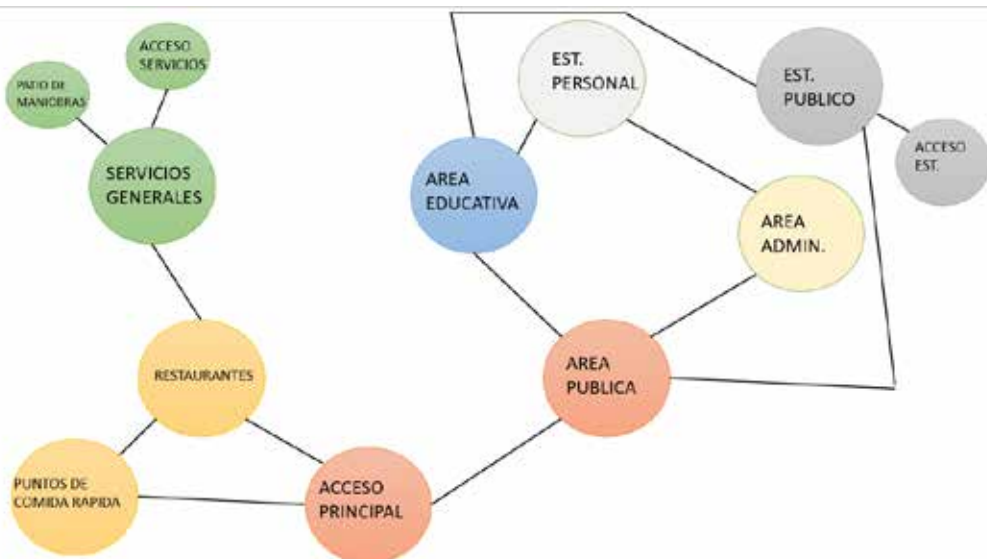 ACCESO
SERVICIOS
PATIO DE
MANIOBRAS
SERVICIOS
GENERALES
EST.
PERSONAL
EST.
PUBLICO
ACCESO
EST.
AREA
EDUCATIVA
AREA
ADMIN.
RESTAURANTES
AREA
PUBLICA
PUNTOS DE
COMIDA RAPIDA
ACCESO
PRINCIPAL